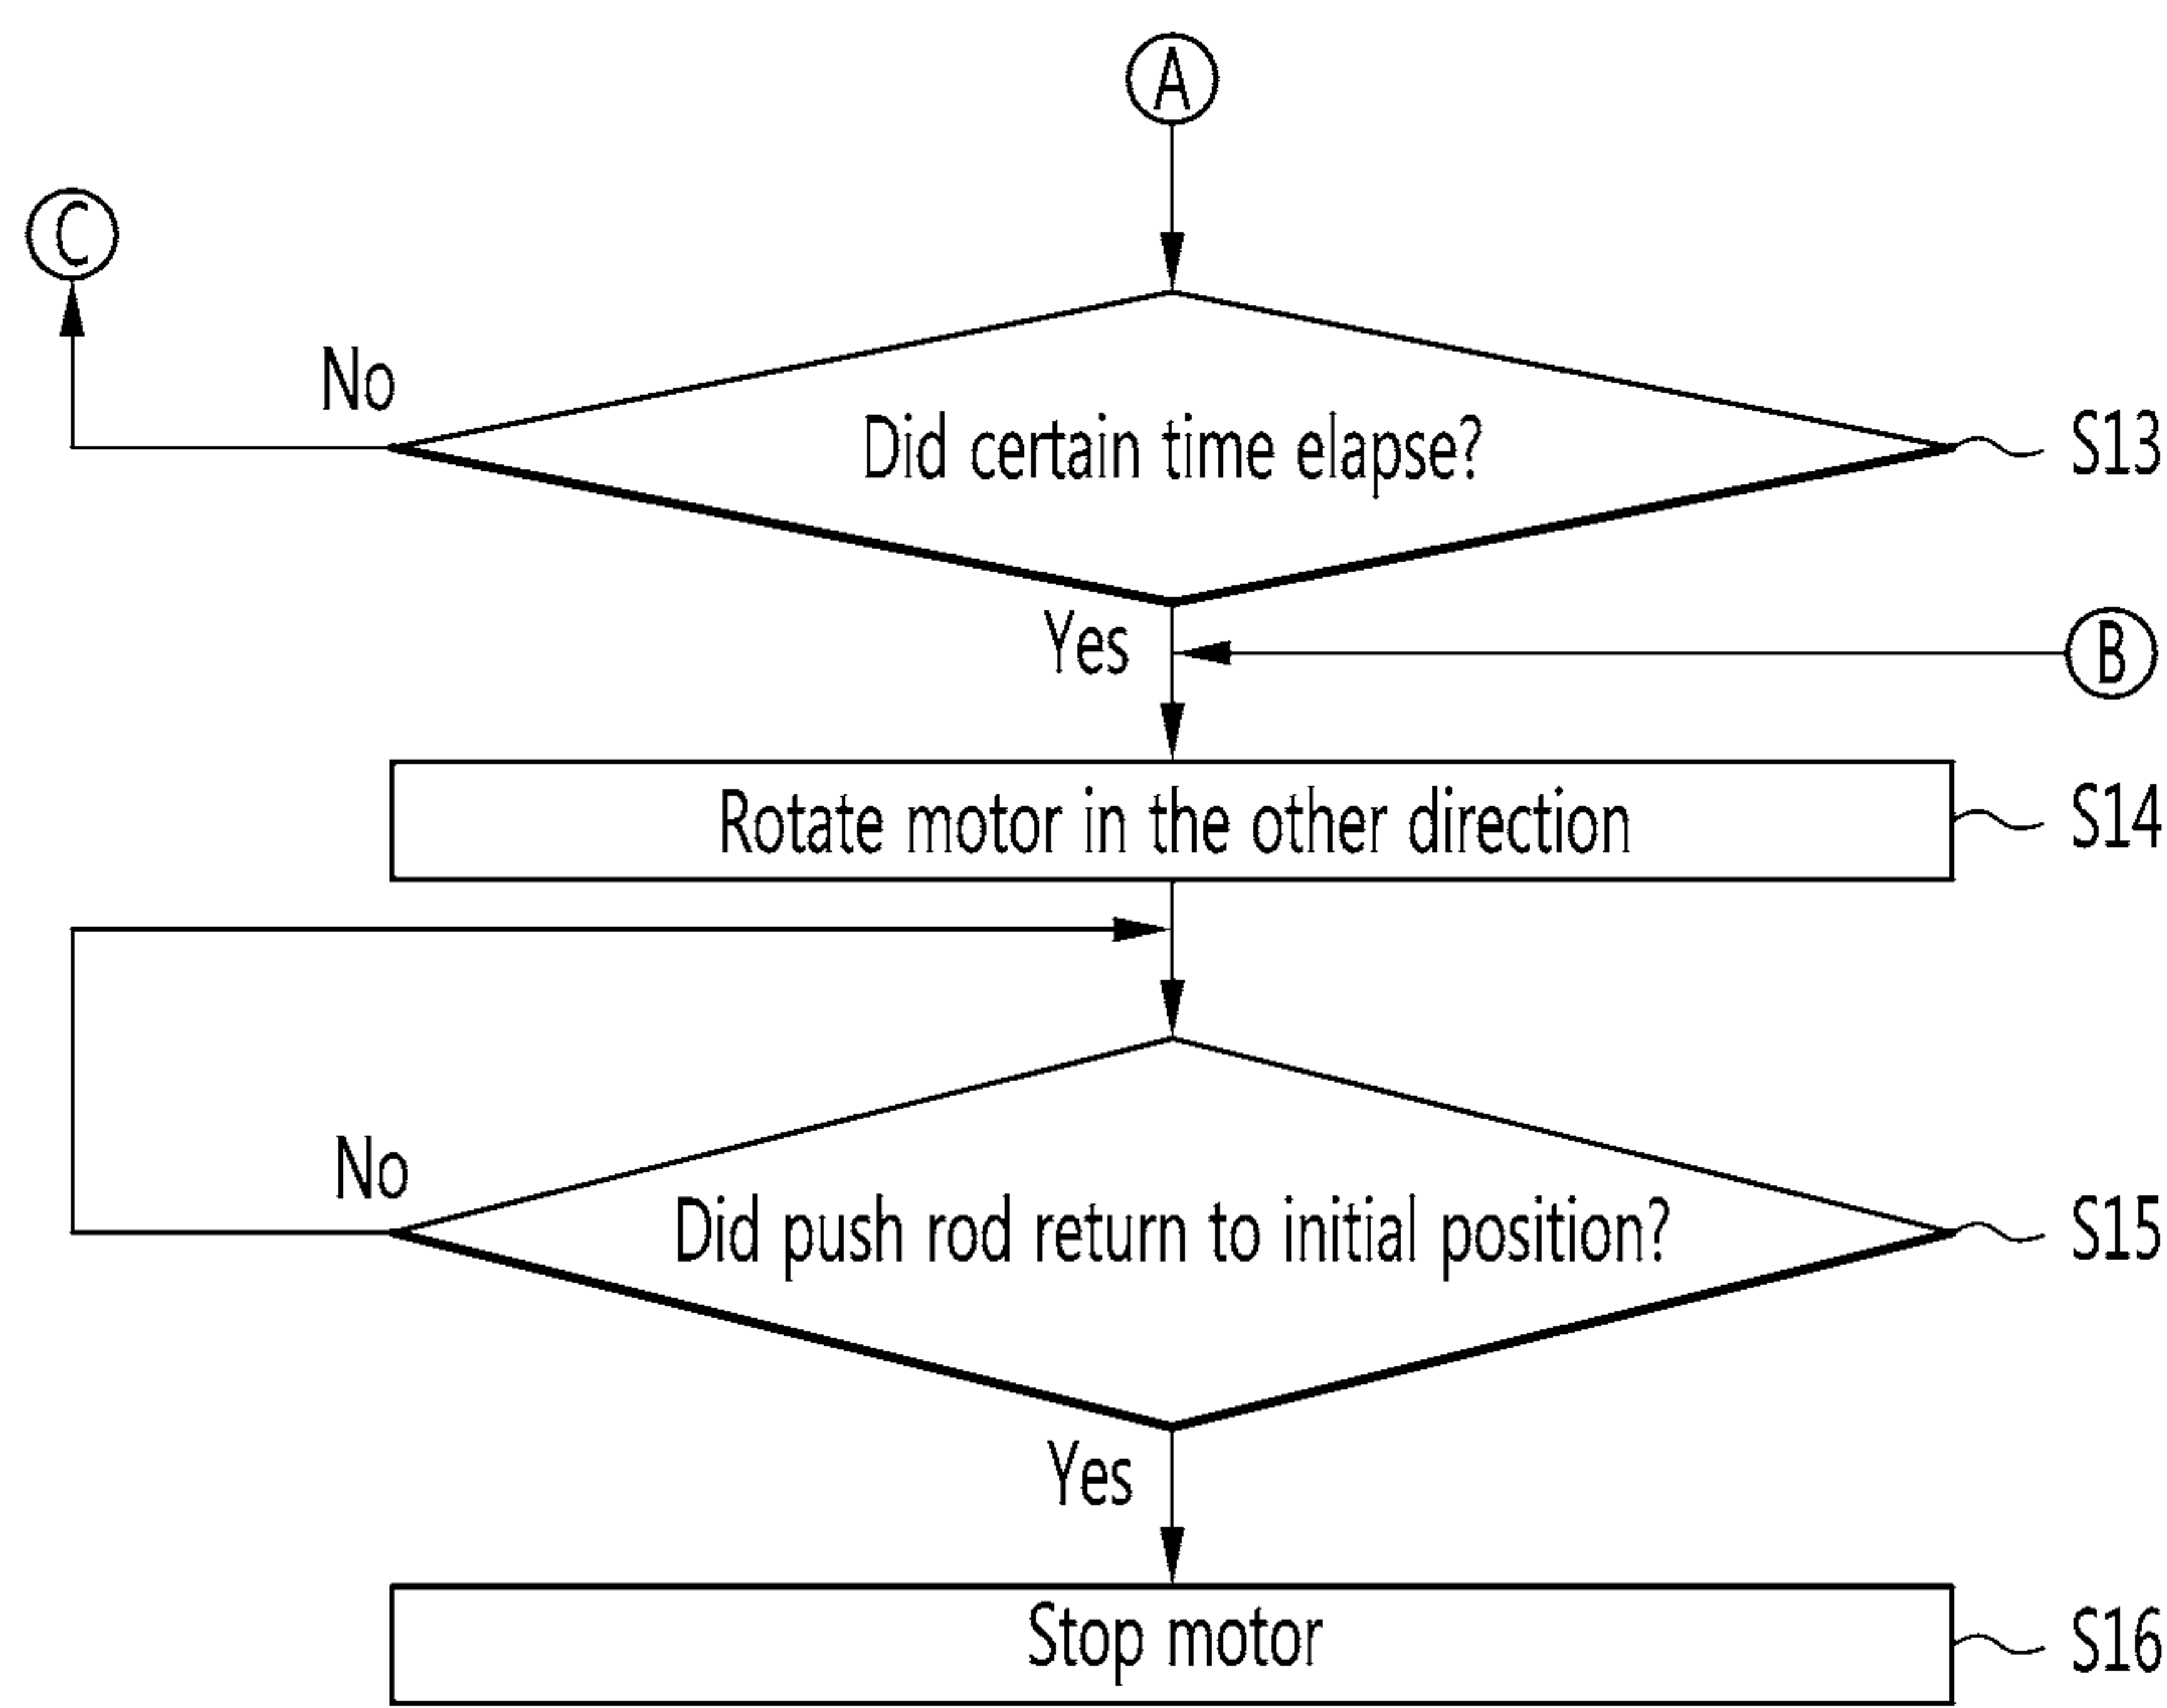 A
C
No
Did certain time elapse?
S13
Yes
B
Rotate motor in the other direction
S14
No
Did push rod return to initial position?
S15
Yes
Stop motor
S16